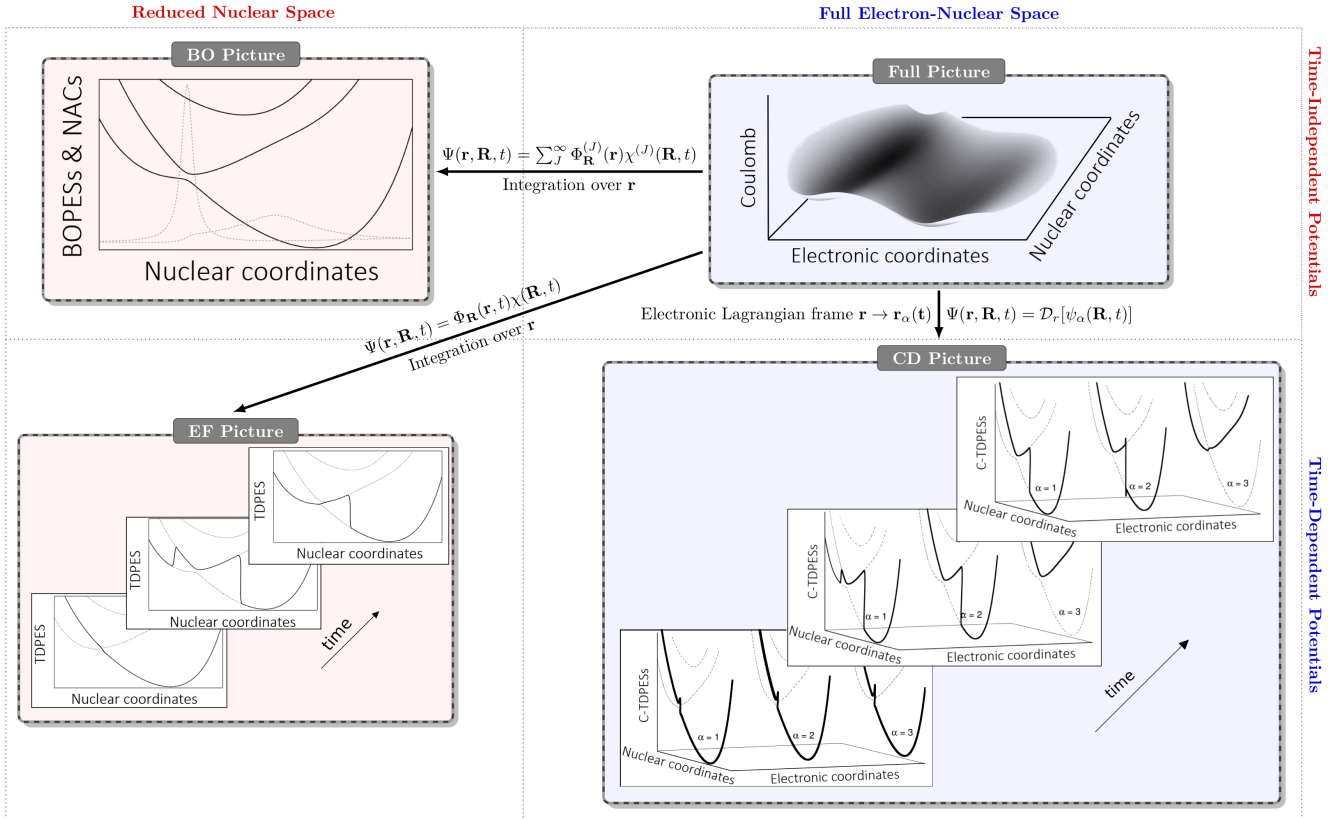 Reduced Nuclear Space
Full Electron-Nuclear Space
Time-Independent Potentials
Time-Dependent Potentials
BO Picture
BOPESs & NACs
Nuclear coordinates
Ψ(r, R, t) = ∑_J^∞ Φ_R^(J)(r)χ^(J)(R, t)
Integration over r
Full Picture
Coulomb
Electronic coordinates
Nuclear coordinates
Ψ(r, R, t) = Φ_R(r, t)χ(R, t)
Integration over r
Electronic Lagrangian frame r → r_α(t)
Ψ(r, R, t) = 𝒟_r[ψ_α(R, t)]
EF Picture
TDPES
Nuclear coordinates
TDPES
Nuclear coordinates
TDPES
Nuclear coordinates
time
CD Picture
C-TDPESs
α = 1
α = 2
α = 3
Nuclear coordinates
Electronic cordinates
C-TDPESs
α = 1
α = 2
α = 3
Nuclear coordinates
Electronic coordinates
C-TDPESs
α = 1
α = 2
α = 3
Nuclear coordinates
Electronic coordinates
time